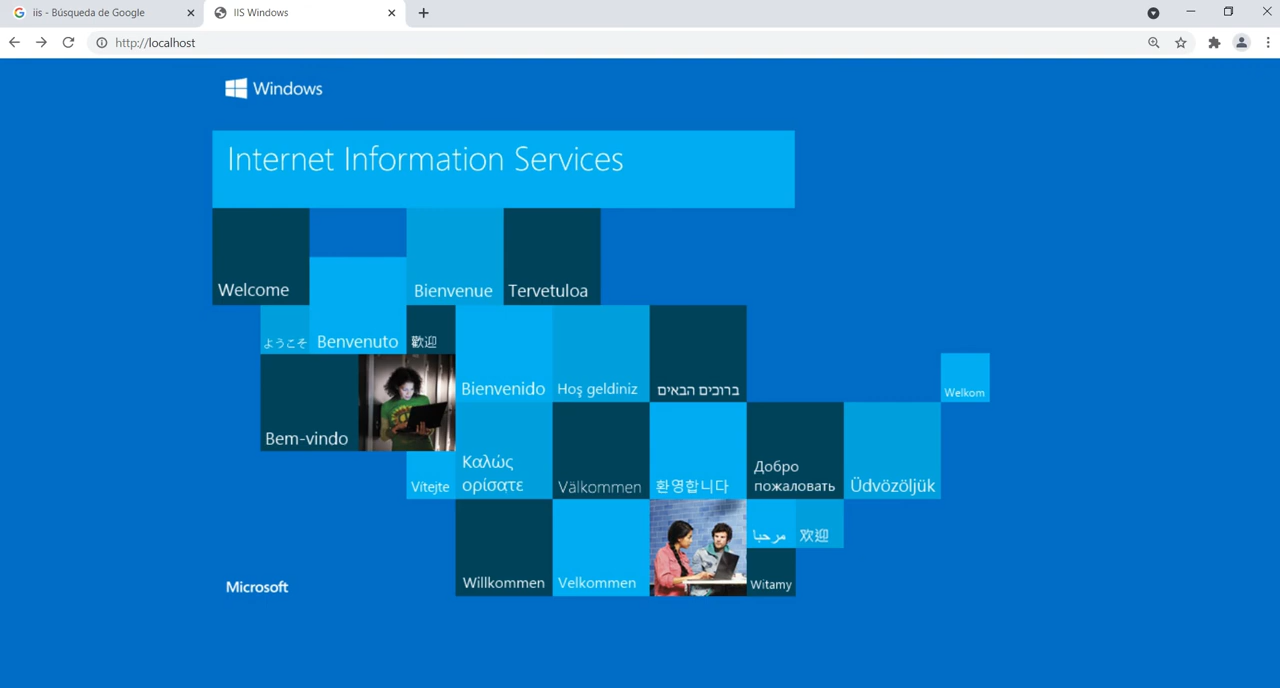 iis - Búsqueda de Google
IIS Windows
http://localhost
Windows
Internet Information Services
Welcome
Bienvenue
Tervetuloa
ようこそ
Benvenuto
歡迎
Bienvenido
Hoş geldiniz
ברוכים הבאים
Welkom
Bem-vindo
Vítejte
Καλώς
ορίσατε
Välkommen
환영합니다
Добро
пожаловать
Üdvözöljük
مرحبا
欢迎
Willkommen
Velkommen
Witamy
Microsoft